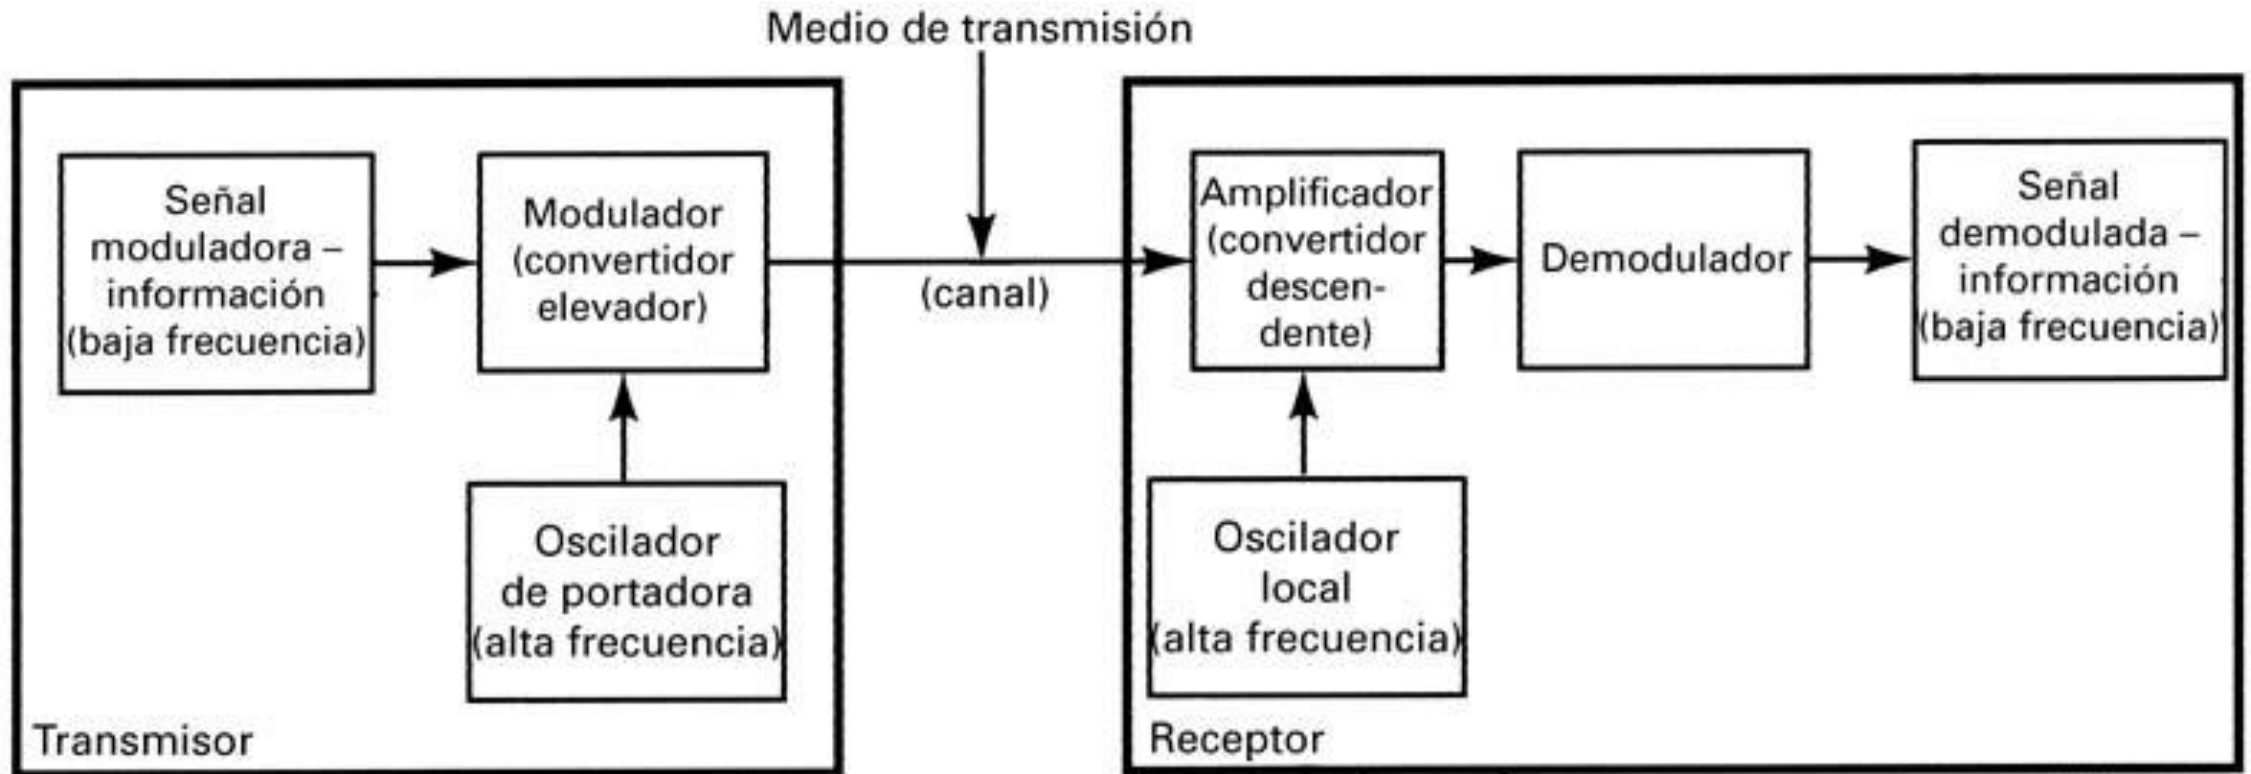 Medio de transmisión
Señal
moduladora –
información
(baja frecuencia)
Modulador
(convertidor
elevador)
Oscilador
de portadora
(alta frecuencia)
Transmisor
(canal)
Amplificador
(convertidor
descen-
dente)
Demodulador
Señal
demodulada –
información
(baja frecuencia)
Oscilador
local
(alta frecuencia)
Receptor